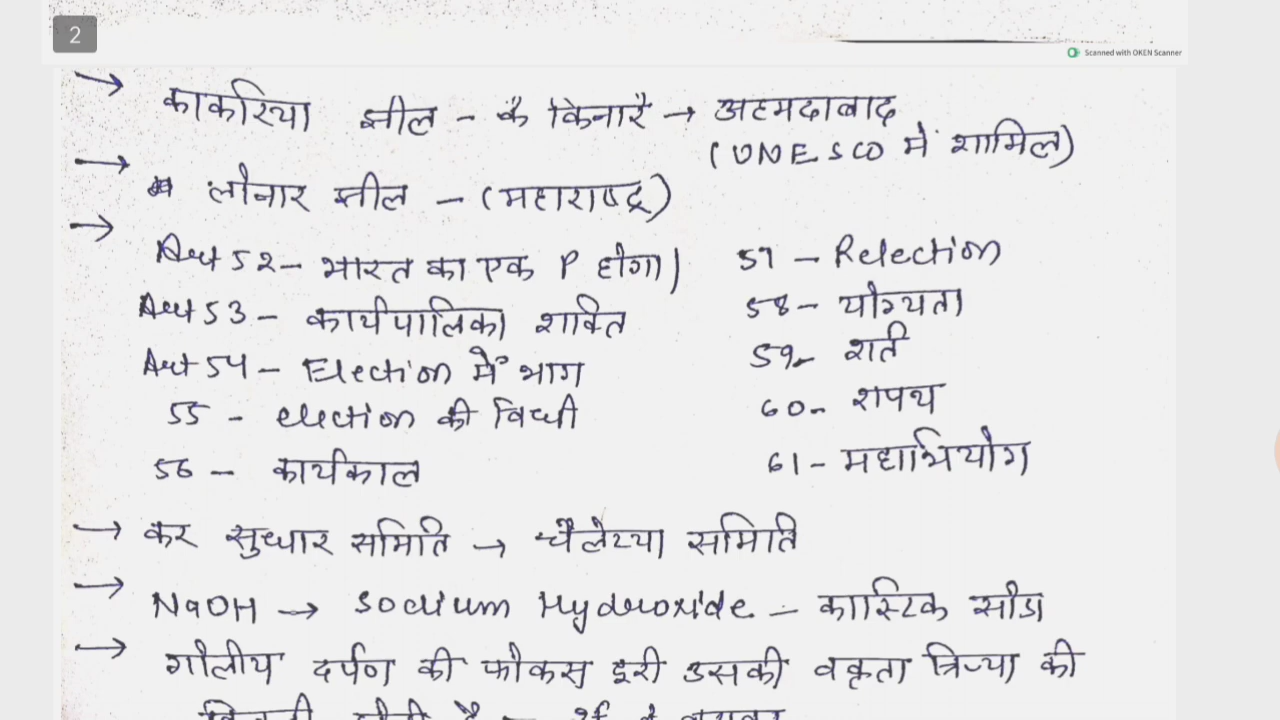 2
Scanned with OKEN Scanner
→ काकरिया झील - के किनारे → अहमदाबाद
(UNESCO में शामिल)
→ लोनार झील - (महाराष्ट्र)
→ Art 52 - भारत का एक P होगा।
Art 53 - कार्यपालिका शक्ति
Art 54 - Election में भाग
55 - election की विधी
56 - कार्यकाल
57 - Relection
58 - योग्यता
59 - शर्त
60 - शपथ
61 - महाभियोग
→ कर सुधार समिति → चैलेय्या समिति
→ NaOH → Sodium Hydroxide - कास्टिक सोडा
→ गोलीय दर्पण की फोकस दूरी उसकी वक्रता त्रिज्या की